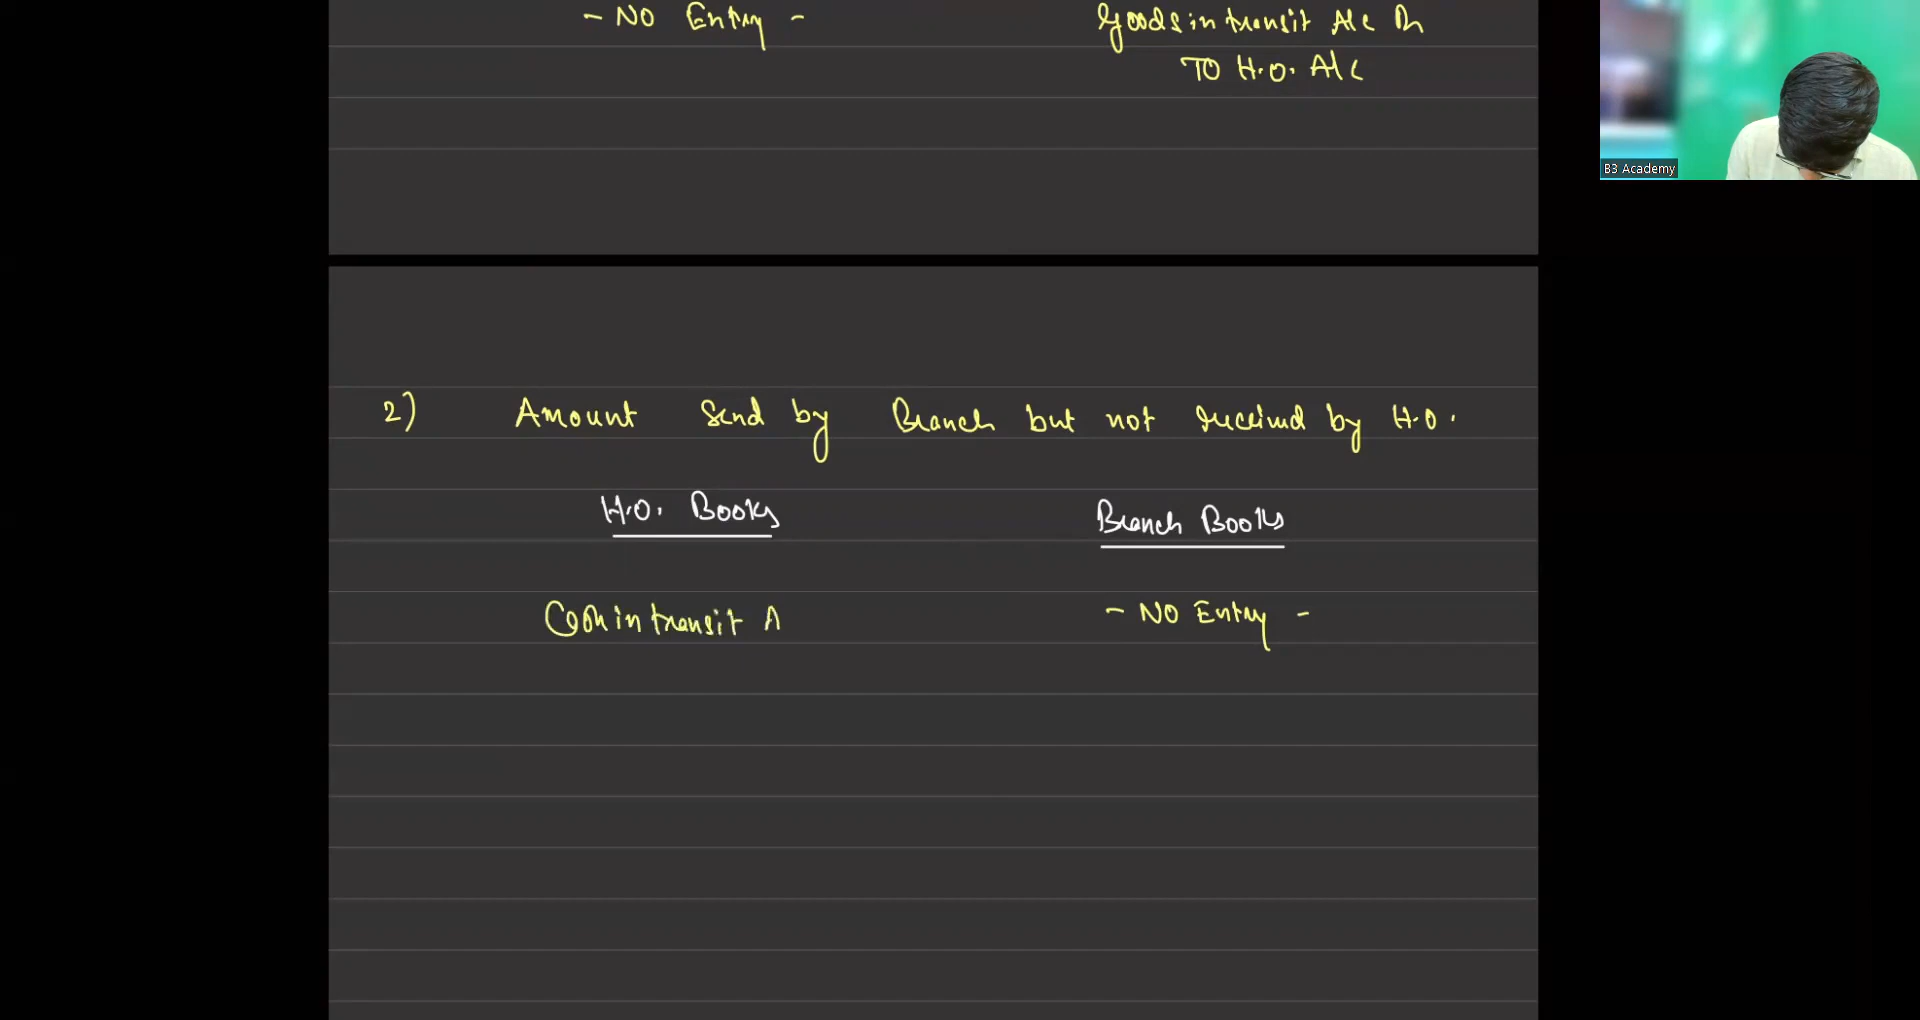 - No Entry -
Goods in transit A/c Dr
To H.O. A/c
B3 Academy
2) Amount Send by Branch but not received by H.O.
H.O. Books
Branch Books
Cash in transit A
- No Entry -